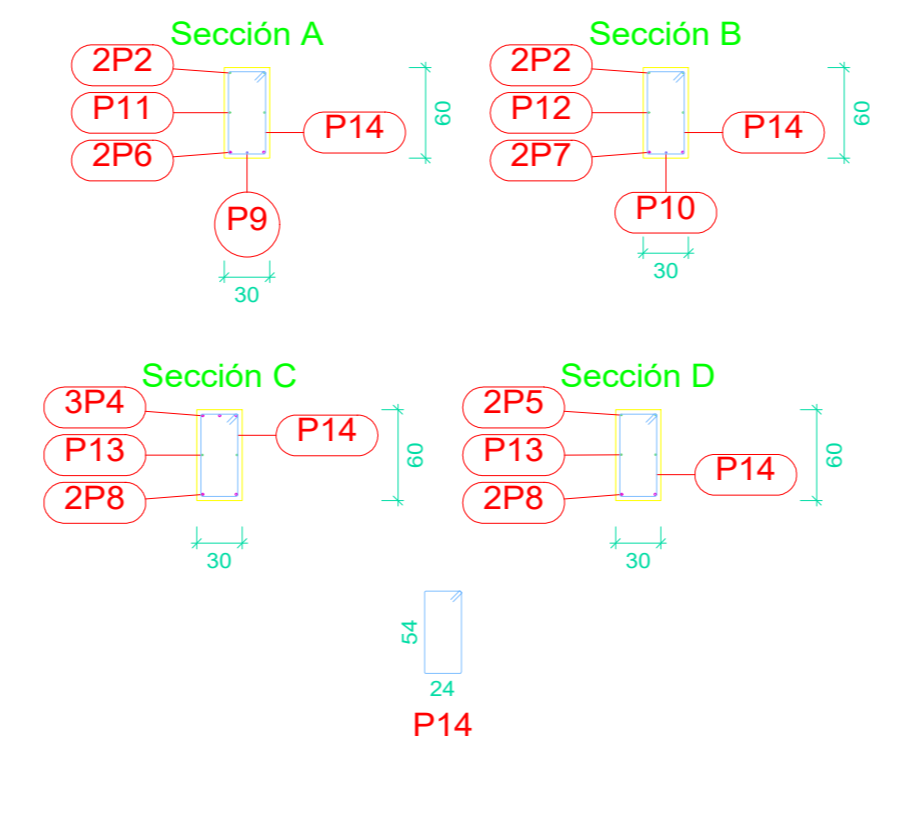 Sección A
2P2
P11
2P6
P14
P9
60
30
Sección B
2P2
P12
2P7
P14
P10
60
30
Sección C
3P4
P13
2P8
P14
60
30
Sección D
2P5
P13
2P8
P14
60
30
54
24
P14